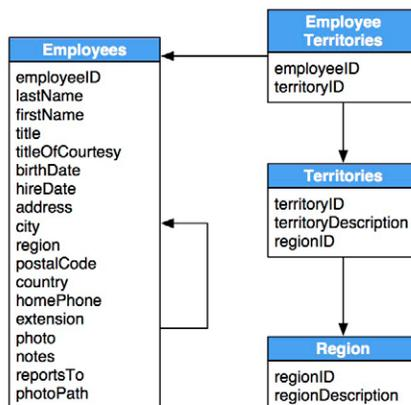 Employees
employeeID
lastName
firstName
title
titleOfCourtesy
birthDate
hireDate
address
city
region
postalCode
country
homePhone
extension
photo
notes
reportsTo
photoPath
Employee
Territories
employeeID
territoryID
Territories
territoryID
territoryDescription
regionID
Region
regionID
regionDescription